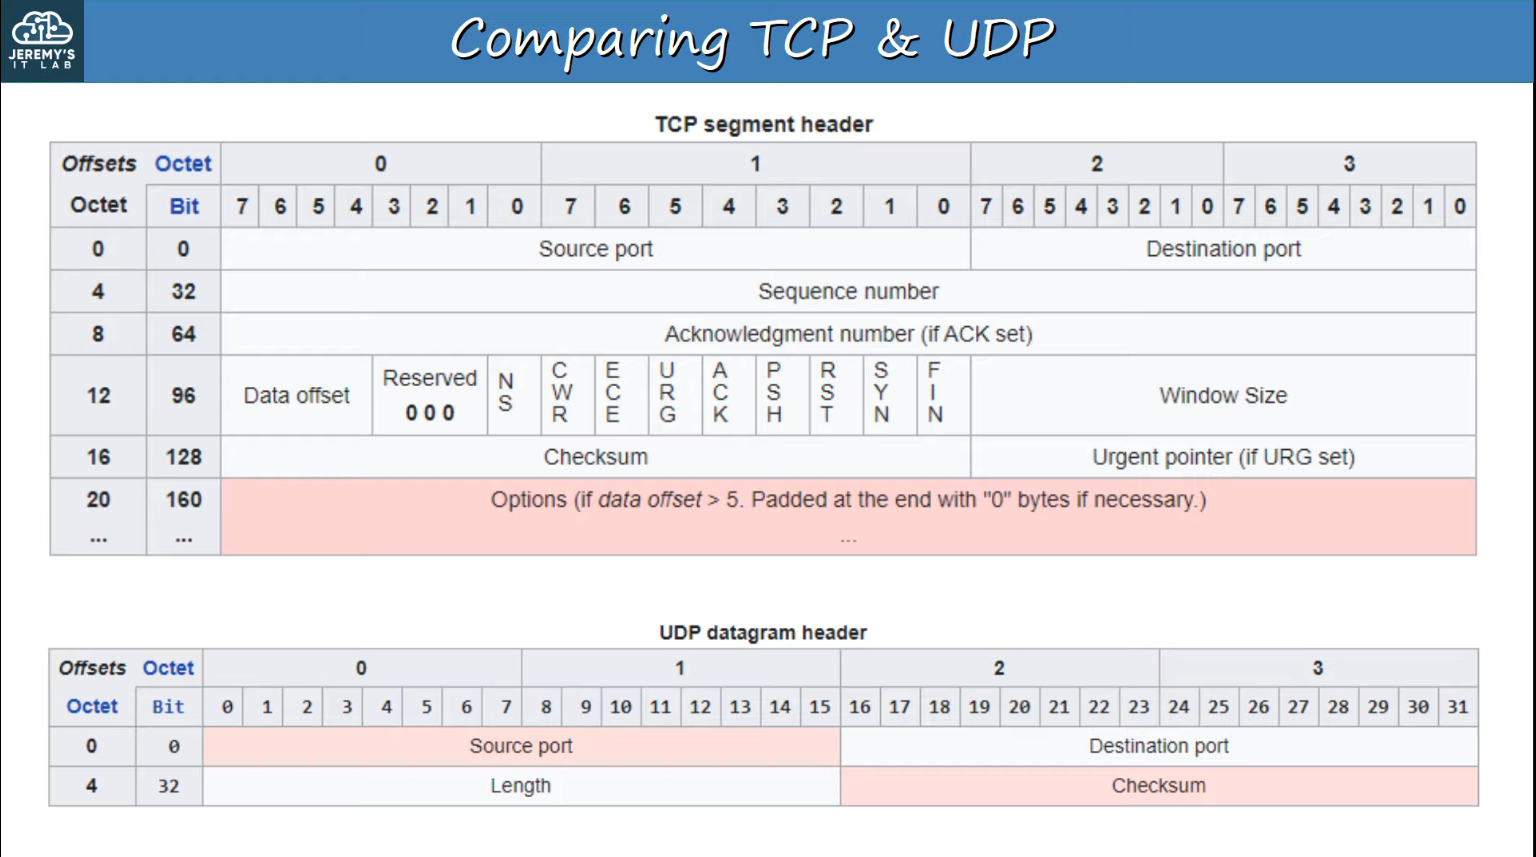 JEREMY'S
IT LAB
Comparing TCP & UDP
TCP segment header
Offsets Octet 0 1 2 3
Octet Bit 7 6 5 4 3 2 1 0 7 6 5 4 3 2 1 0 7 6 5 4 3 2 1 0 7 6 5 4 3 2 1 0
0 0 Source port Destination port
4 32 Sequence number
8 64 Acknowledgment number (if ACK set)
12 96 Data offset Reserved 0 0 0 NS CWR ECE URG ACK PSH RST SYN FIN Window Size
16 128 Checksum Urgent pointer (if URG set)
20 160 Options (if data offset > 5. Padded at the end with "0" bytes if necessary.)
... ... ...
UDP datagram header
Offsets Octet 0 1 2 3
Octet Bit 0 1 2 3 4 5 6 7 8 9 10 11 12 13 14 15 16 17 18 19 20 21 22 23 24 25 26 27 28 29 30 31
0 0 Source port Destination port
4 32 Length Checksum